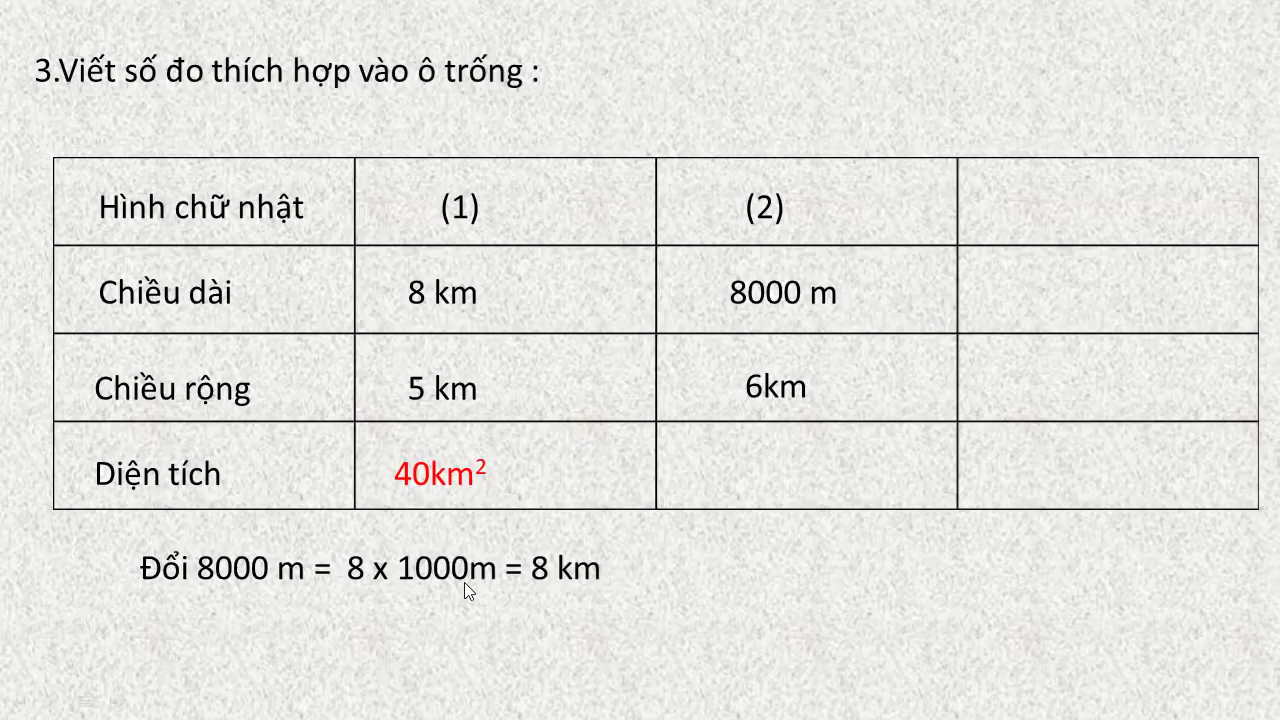 3.Viết số đo thích hợp vào ô trống :
Hình chữ nhật (1) (2)
Chiều dài 8 km 8000 m
Chiều rộng 5 km 6km
Diện tích 40km²
Đổi 8000 m = 8 x 1000m = 8 km